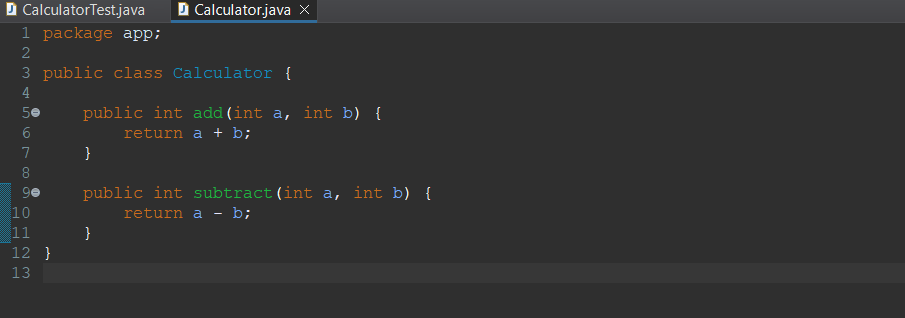 CalculatorTest.java Calculator.java
1 package app;
2
3 public class Calculator {
4
5 public int add(int a, int b) {
6 return a + b;
7 }
8
9 public int subtract(int a, int b) {
10 return a - b;
11 }
12 }
13